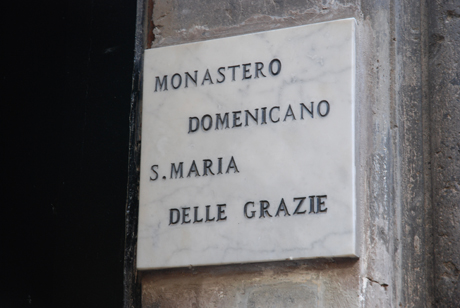 MONASTERO
DOMENICANO
S. MARIA
DELLE GRAZIE